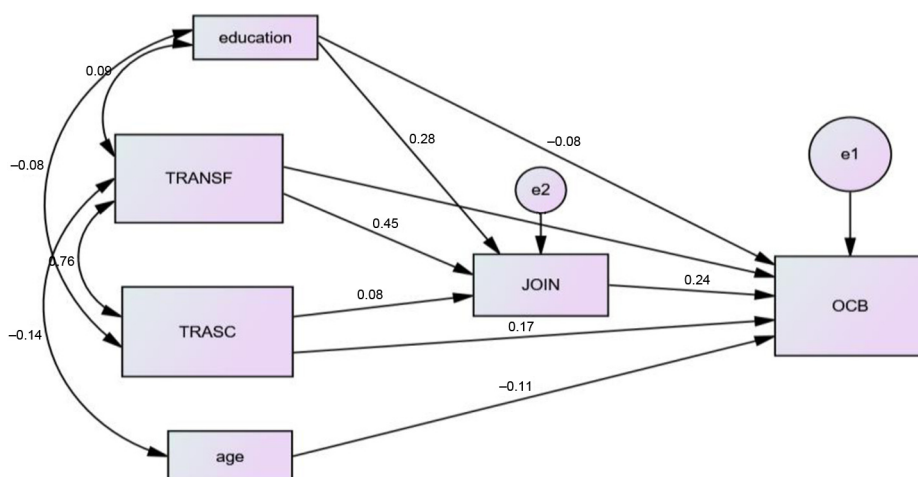 education
0.09
e1
–0.08
0.28
–0.08
TRANSF
e2
0.45
0.76
JOIN
0.24
OCB
0.08
TRASC
0.17
–0.14
–0.11
age